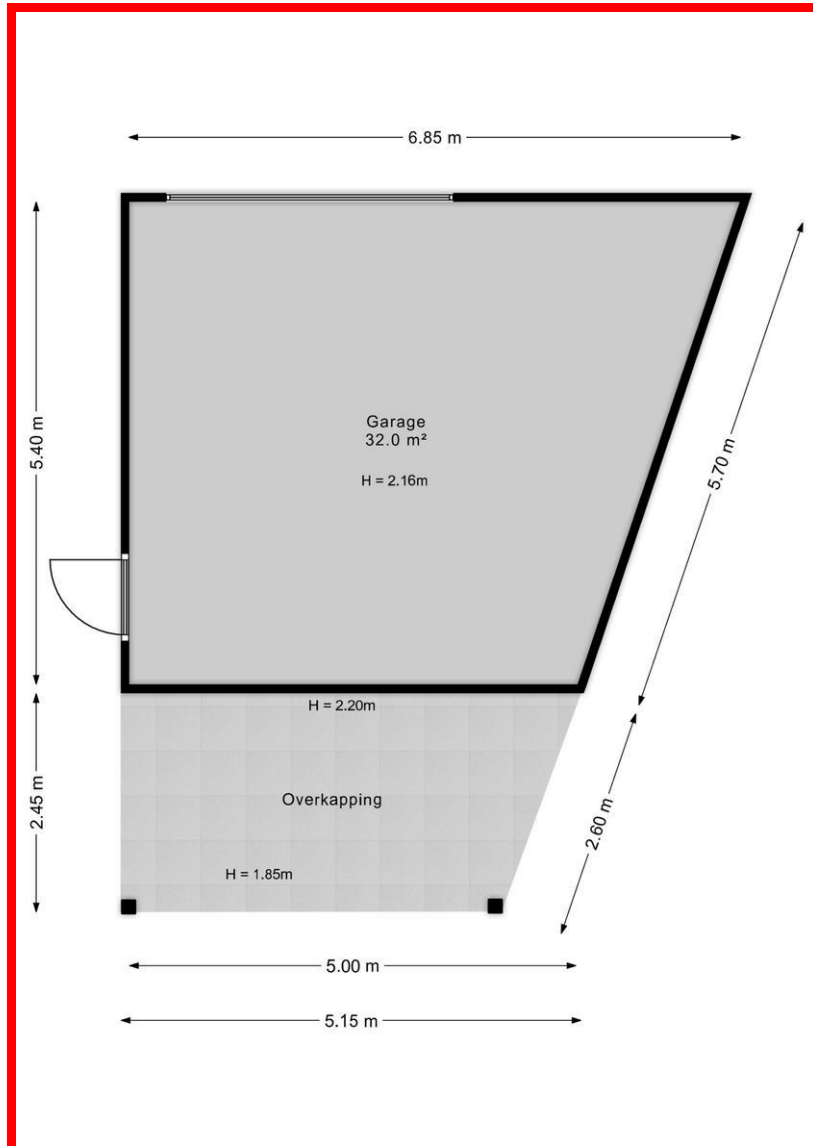 6.85 m
5.40 m
Garage
32.0 m²
H = 2.16m
5.70 m
H = 2.20m
2.45 m
Overkapping
2.60 m
H = 1.85m
5.00 m
5.15 m